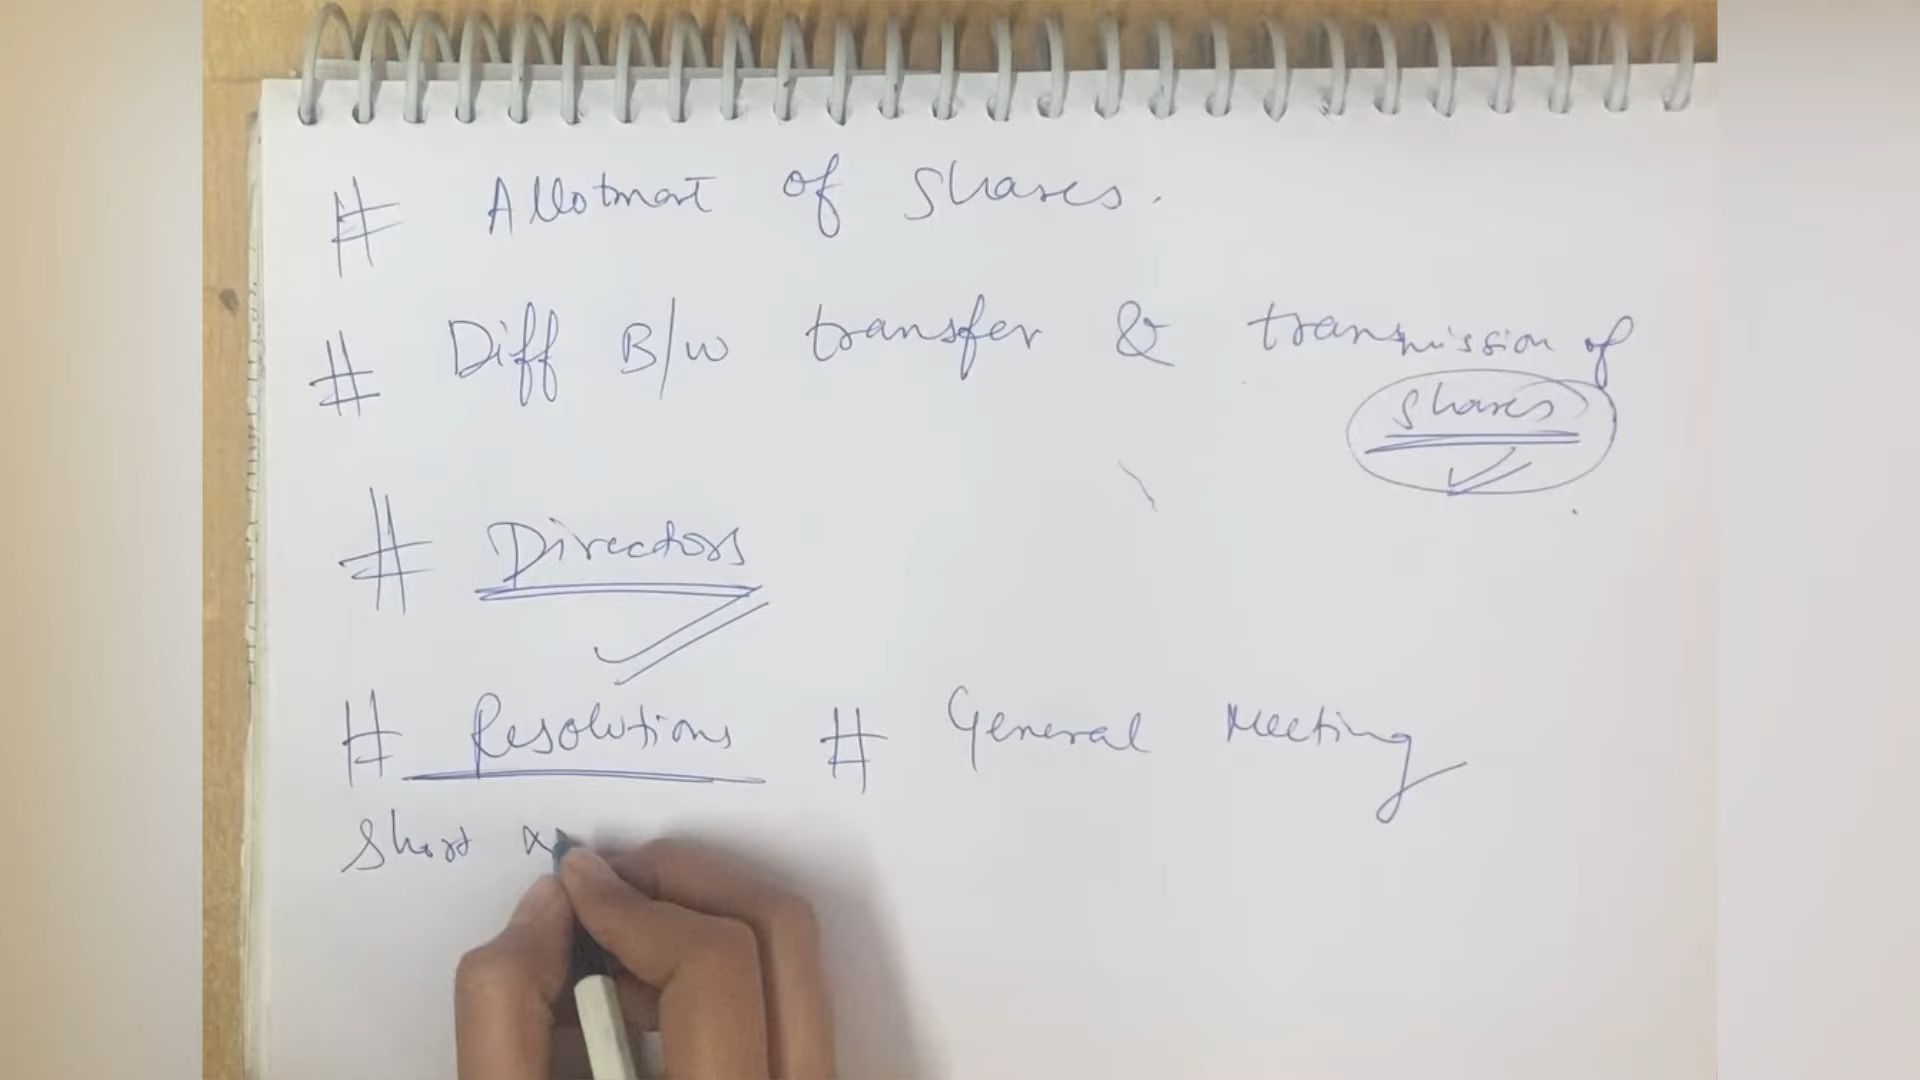 # Allotment of Shares.
# Diff B/w transfer & transmission of
shares
# Directors
# Resolutions # General Meeting
Short